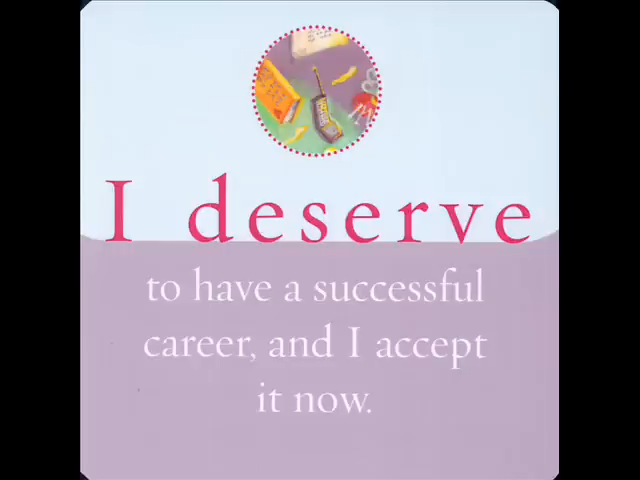 I deserve
to have a successful
career, and I accept
it now.